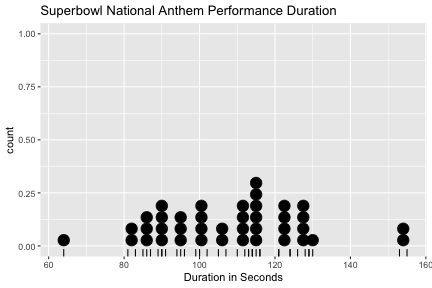 Superbowl National Anthem Performance Duration
1.00
0.75
count
0.50
0.25
0.00
60 80 100 120 140 160
Duration in Seconds